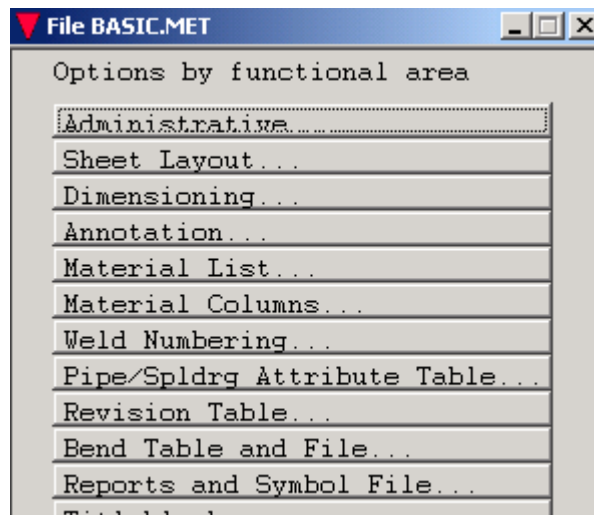 File BASIC.MET
Options by functional area
Administrative...
Sheet Layout...
Dimensioning...
Annotation...
Material List...
Material Columns...
Weld Numbering...
Pipe/Spldrg Attribute Table...
Revision Table...
Bend Table and File...
Reports and Symbol File...